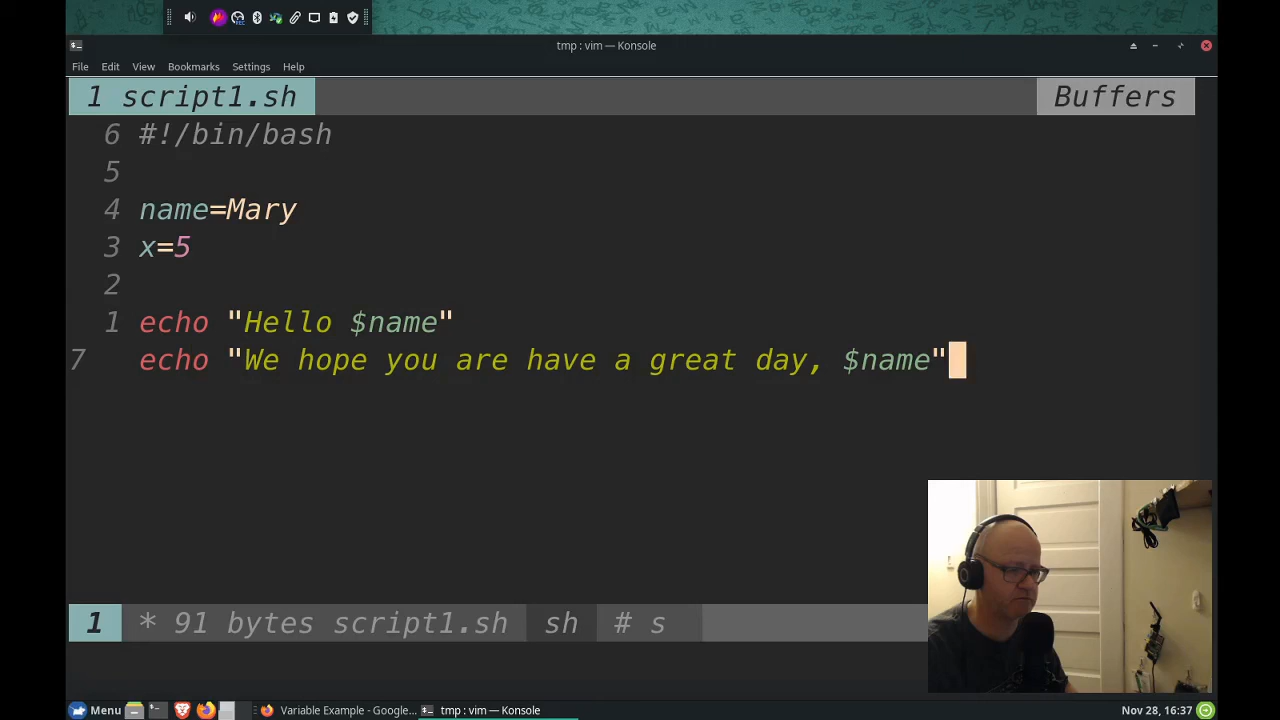 tmp : vim — Konsole
File Edit View Bookmarks Settings Help
1 script1.sh Buffers
6 #!/bin/bash
5
4 name=Mary
3 x=5
2
1 echo "Hello $name"
7 echo "We hope you are have a great day, $name"
1 * 91 bytes script1.sh sh # s
Menu Variable Example - Google... tmp : vim — Konsole Nov 28, 16:37